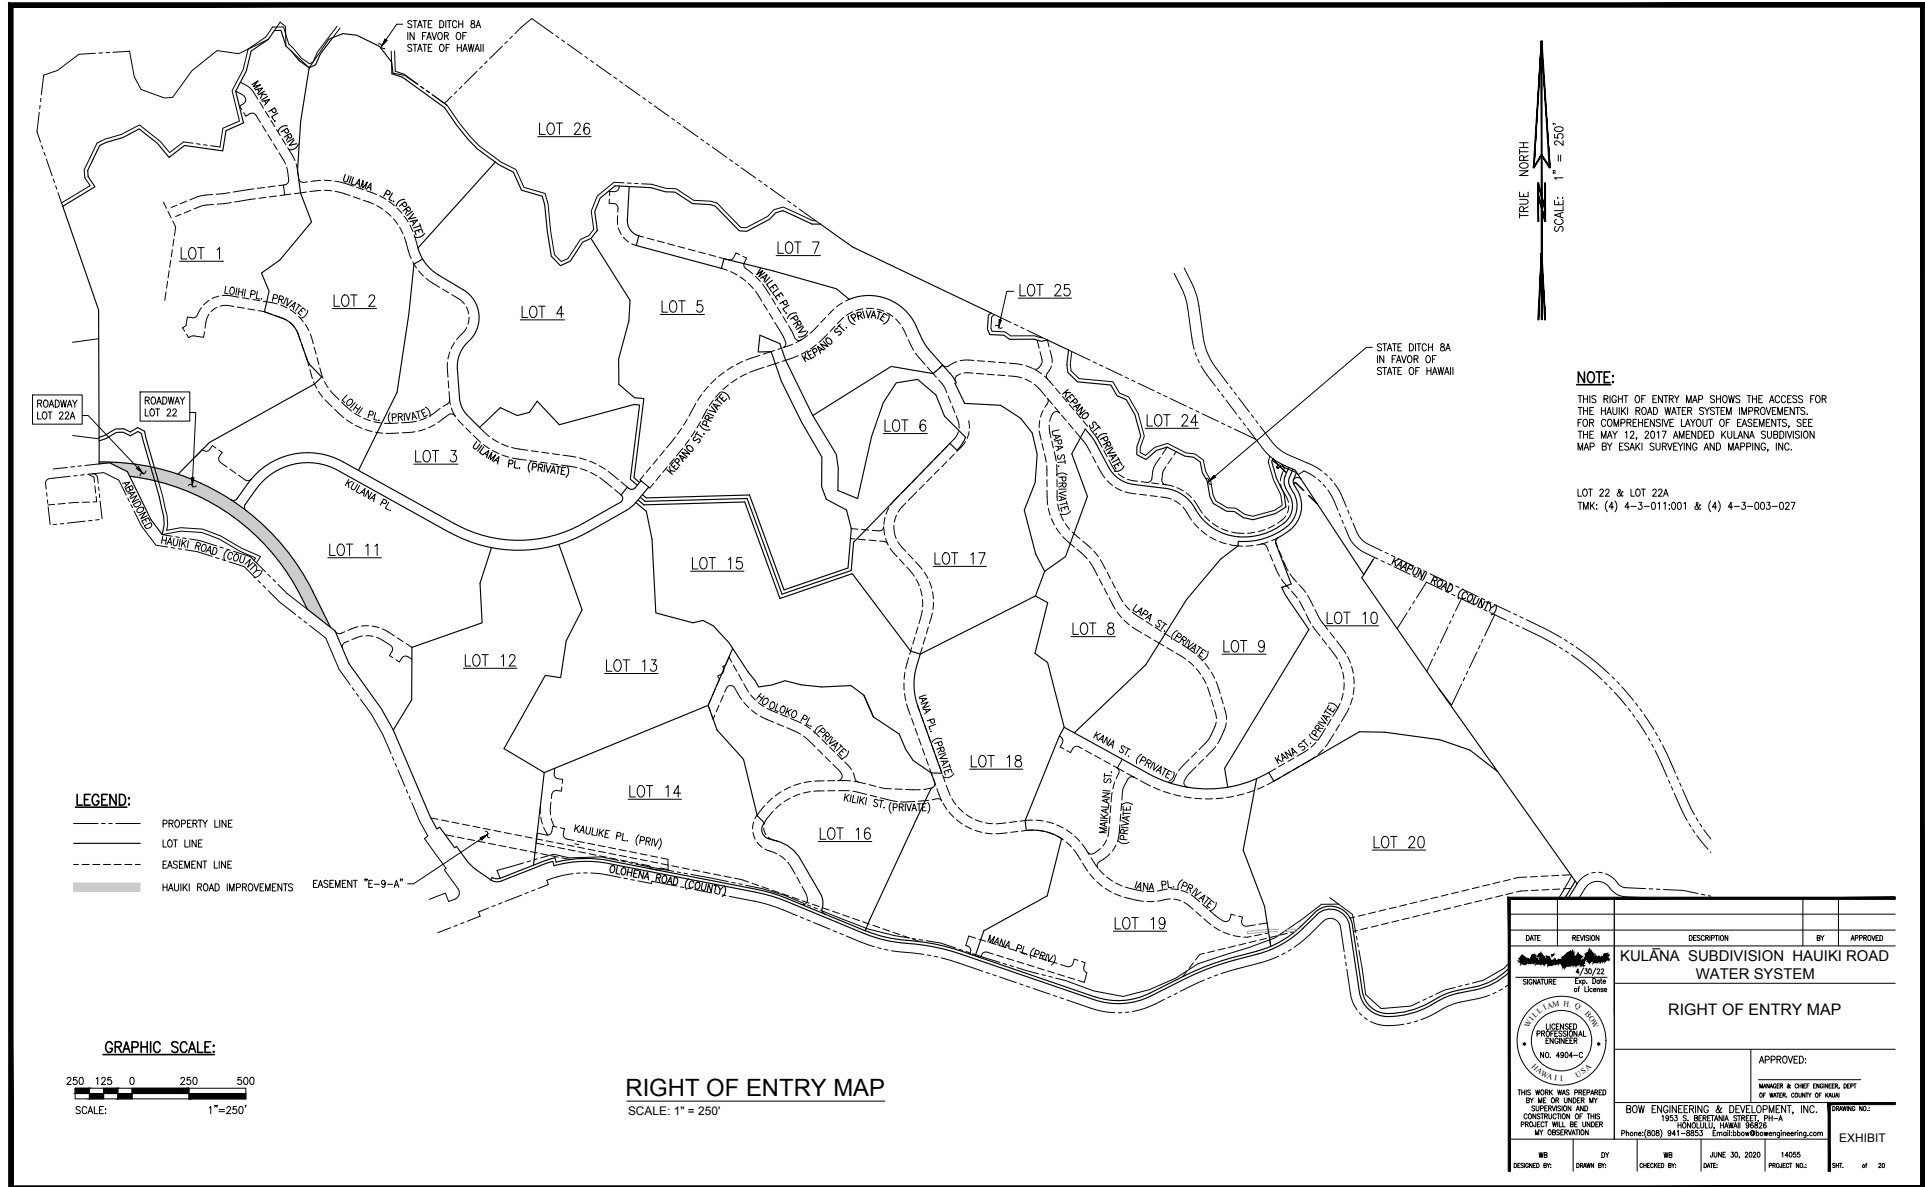 STATE DITCH 8A
IN FAVOR OF
STATE OF HAWAII
MAKIA PL. (PRIV)
LOT 26
UILAMA PL. (PRIVATE)
LOT 1
LOT 7
LOT 2
LOIHI PL. PRIVATE)
LOT 4
LOT 5
WAILELE PL. (PRIV)
KEPANO ST. (PRIVATE)
LOT 25
TRUE NORTH
N
SCALE: 1" = 250'
STATE DITCH 8A
IN FAVOR OF
STATE OF HAWAII
NOTE:
THIS RIGHT OF ENTRY MAP SHOWS THE ACCESS FOR
THE HAUIKI ROAD WATER SYSTEM IMPROVEMENTS.
FOR COMPREHENSIVE LAYOUT OF EASEMENTS, SEE
THE MAY 12, 2017 AMENDED KULANA SUBDIVISION
MAP BY ESAKI SURVEYING AND MAPPING, INC.
LOT 22 & LOT 22A
TMK: (4) 4-3-011:001 & (4) 4-3-003-027
ROADWAY
LOT 22A
ROADWAY
LOT 22
LOIHI PL. (PRIVATE)
LOT 3
UILAMA PL. (PRIVATE)
KEPANO ST. (PRIVATE)
LOT 6
KEPANO ST. (PRIVATE)
LOT 24
LAPA ST. (PRIVATE)
KULANA PL.
ABANDONED
HAUIKI ROAD (COUNTY)
LOT 11
LOT 15
LOT 17
KAAPUNI ROAD (COUNTY)
LOT 10
LAPA ST. (PRIVATE)
LOT 8
LOT 9
LOT 12
LOT 13
HOOLOKO PL. (PRIVATE)
IANA PL. (PRIVATE)
KANA ST. (PRIVATE)
KANA ST. (PRIVATE)
LOT 18
LOT 14
KILIKI ST. (PRIVATE)
MAIKALANI ST.
(PRIVATE)
LOT 16
KAULIKE PL. (PRIV)
LOT 20
OLOHENA ROAD (COUNTY)
IANA PL. (PRIVATE)
LOT 19
MANA PL (PRIV)
LEGEND:
PROPERTY LINE
LOT LINE
EASEMENT LINE
HAUIKI ROAD IMPROVEMENTS
EASEMENT "E-9-A"
GRAPHIC SCALE:
250 125 0 250 500
SCALE: 1"=250'
RIGHT OF ENTRY MAP
SCALE: 1" = 250'
DATE REVISION DESCRIPTION BY APPROVED
4/30/22
SIGNATURE Exp. Date
of License
KULĀNA SUBDIVISION HAUIKI ROAD
WATER SYSTEM
RIGHT OF ENTRY MAP
WILLIAM H. Q. BOW
LICENSED
PROFESSIONAL
ENGINEER
NO. 4904-C
HAWAII USA
THIS WORK WAS PREPARED
BY ME OR UNDER MY
SUPERVISION AND
CONSTRUCTION OF THIS
PROJECT WILL BE UNDER
MY OBSERVATION
APPROVED:
MANAGER & CHIEF ENGINEER, DEPT
OF WATER, COUNTY OF KAUAI
BOW ENGINEERING & DEVELOPMENT, INC.
1953 S. BERETANIA STREET, PH-A
HONOLULU, HAWAII 96826
Phone:(808) 941-8853 Email:bbow@bowengineering.com
DRAWING NO.:
EXHIBIT
WB DY WB JUNE 30, 2020 14055
DESIGNED BY: DRAWN BY: CHECKED BY: DATE: PROJECT NO.: SHT. of 20